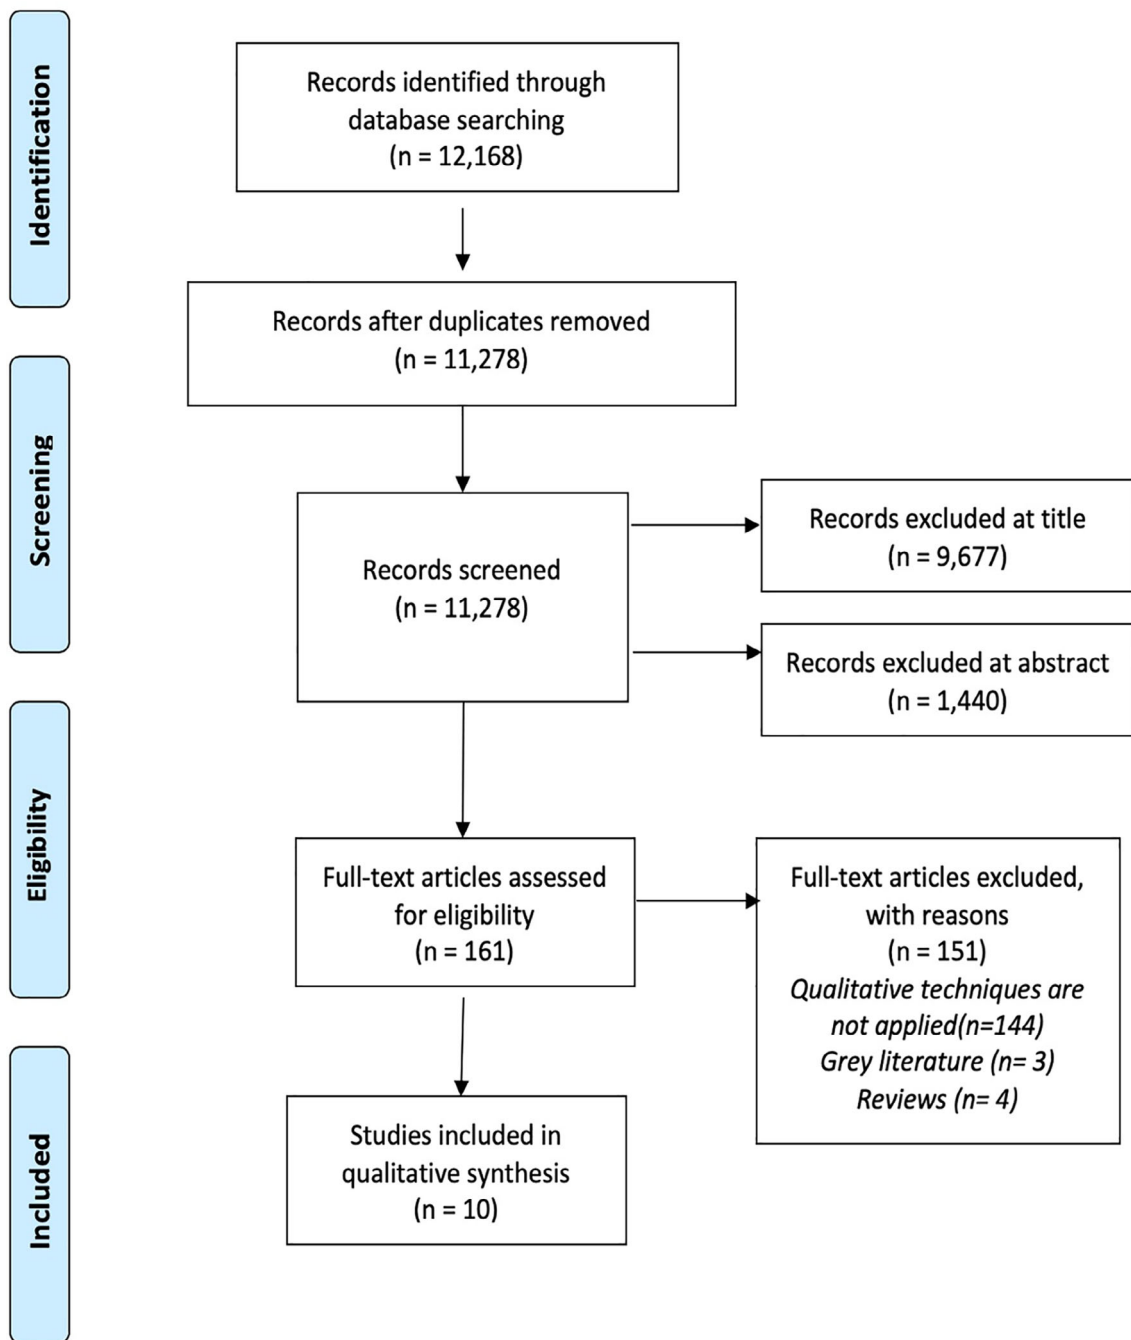 Identification
Records identified through
database searching
(n = 12,168)
Records after duplicates removed
(n = 11,278)
Screening
Records screened
(n = 11,278)
Records excluded at title
(n = 9,677)
Records excluded at abstract
(n = 1,440)
Eligibility
Full-text articles assessed
for eligibility
(n = 161)
Full-text articles excluded,
with reasons
(n = 151)
Qualitative techniques are
not applied(n=144)
Grey literature (n= 3)
Reviews (n= 4)
Included
Studies included in
qualitative synthesis
(n = 10)